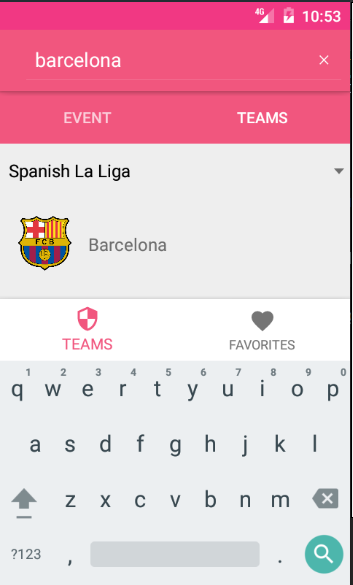 4G 10:53
barcelona ×
EVENT TEAMS
Spanish La Liga
FCB
Barcelona
TEAMS FAVORITES
1 2 3 4 5 6 7 8 9 0
q w e r t y u i o p
a s d f g h j k l
z x c v b n m
?123 , .